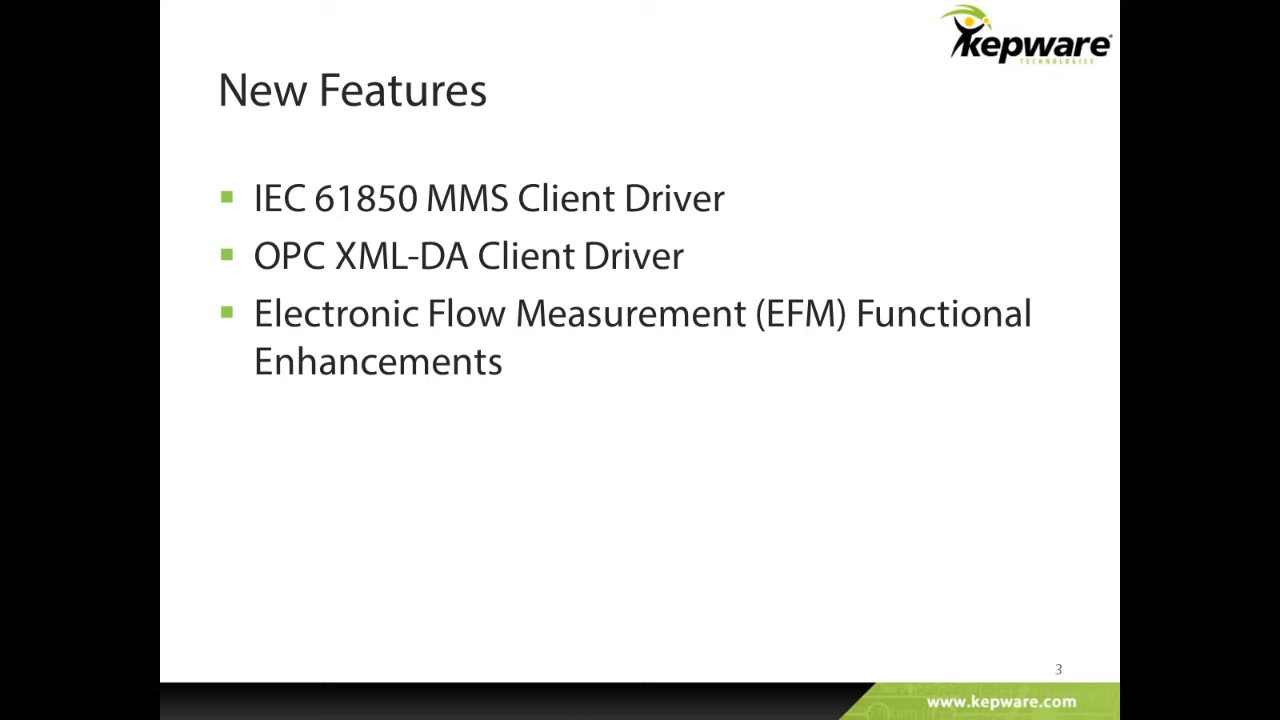 kepware
TECHNOLOGIES
New Features
IEC 61850 MMS Client Driver
OPC XML-DA Client Driver
Electronic Flow Measurement (EFM) Functional
Enhancements
3
www.kepware.com